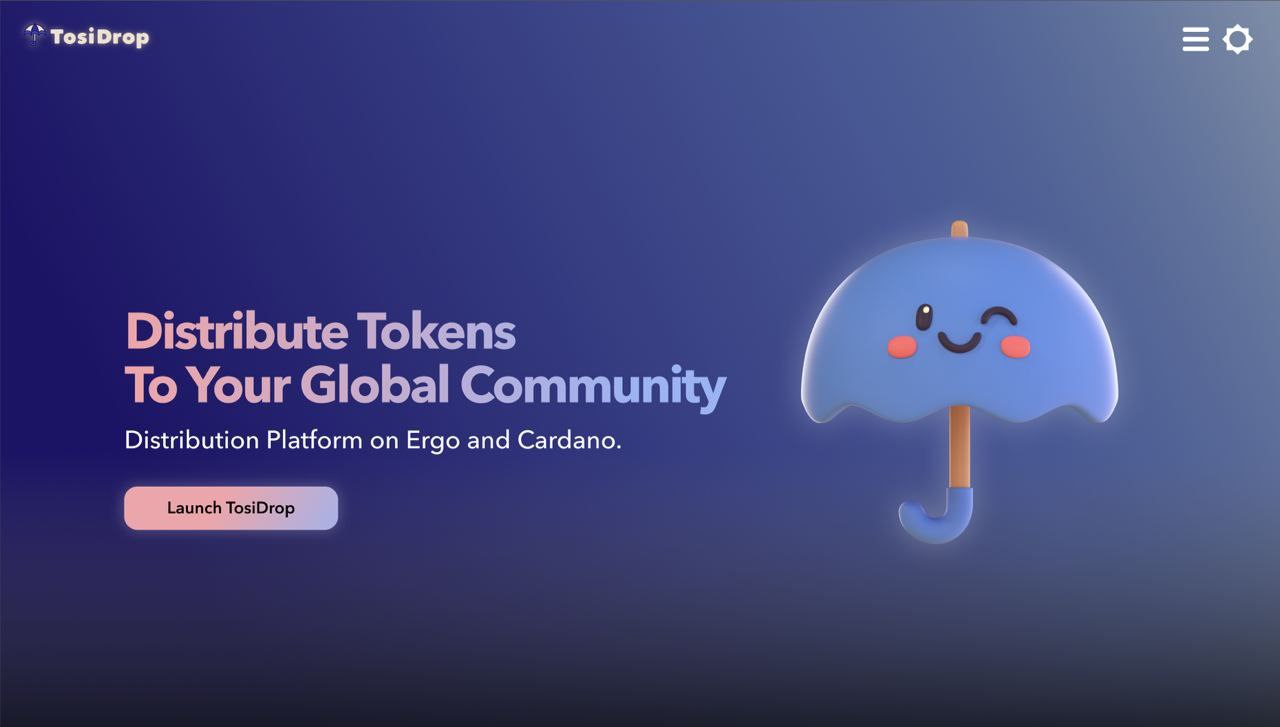 TosiDrop
Distribute Tokens
To Your Global Community
Distribution Platform on Ergo and Cardano.
Launch TosiDrop